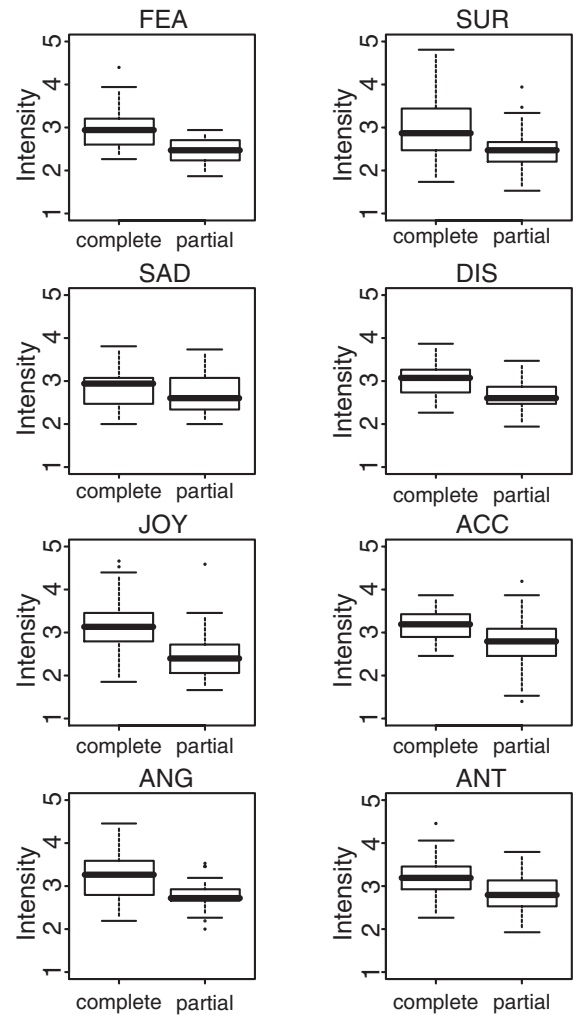 FEA
Intensity
1 2 3 4 5
complete partial
SUR
Intensity
1 2 3 4 5
complete partial
SAD
Intensity
1 2 3 4 5
complete partial
DIS
Intensity
1 2 3 4 5
complete partial
JOY
Intensity
1 2 3 4 5
complete partial
ACC
Intensity
1 2 3 4 5
complete partial
ANG
Intensity
1 2 3 4 5
complete partial
ANT
Intensity
1 2 3 4 5
complete partial